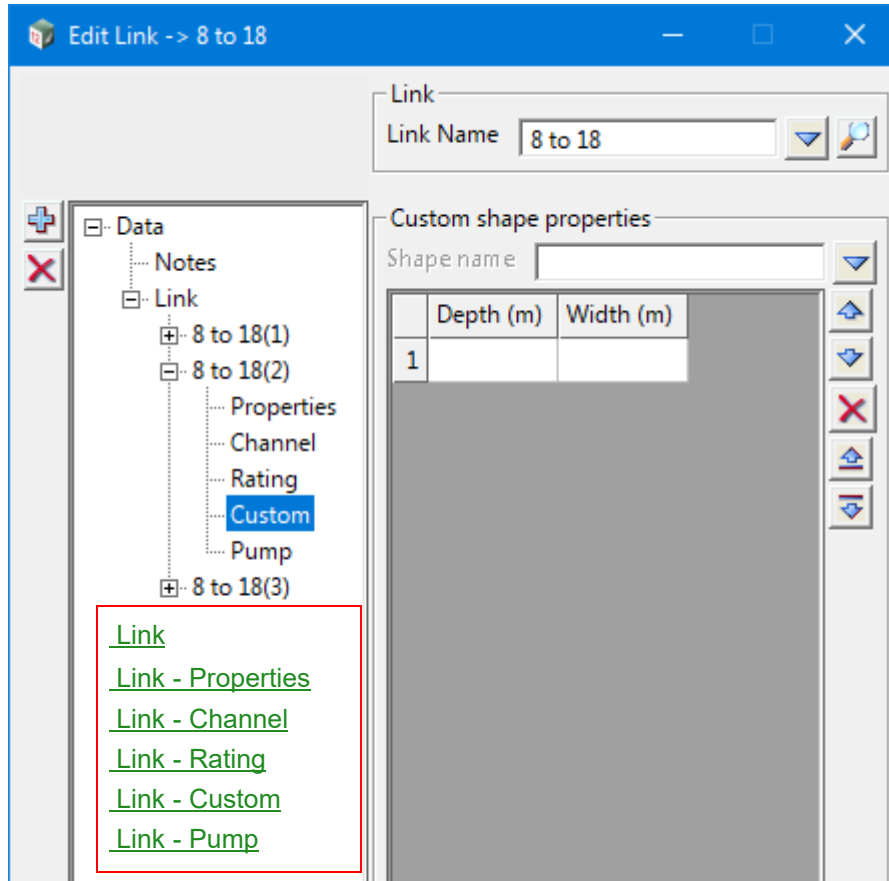 Edit Link -> 8 to 18
Link
Link Name 8 to 18
Custom shape properties
Shape name
Depth (m) Width (m)
1
Data
Notes
Link
8 to 18(1)
8 to 18(2)
Properties
Channel
Rating
Custom
Pump
8 to 18(3)
Link
Link - Properties
Link - Channel
Link - Rating
Link - Custom
Link - Pump